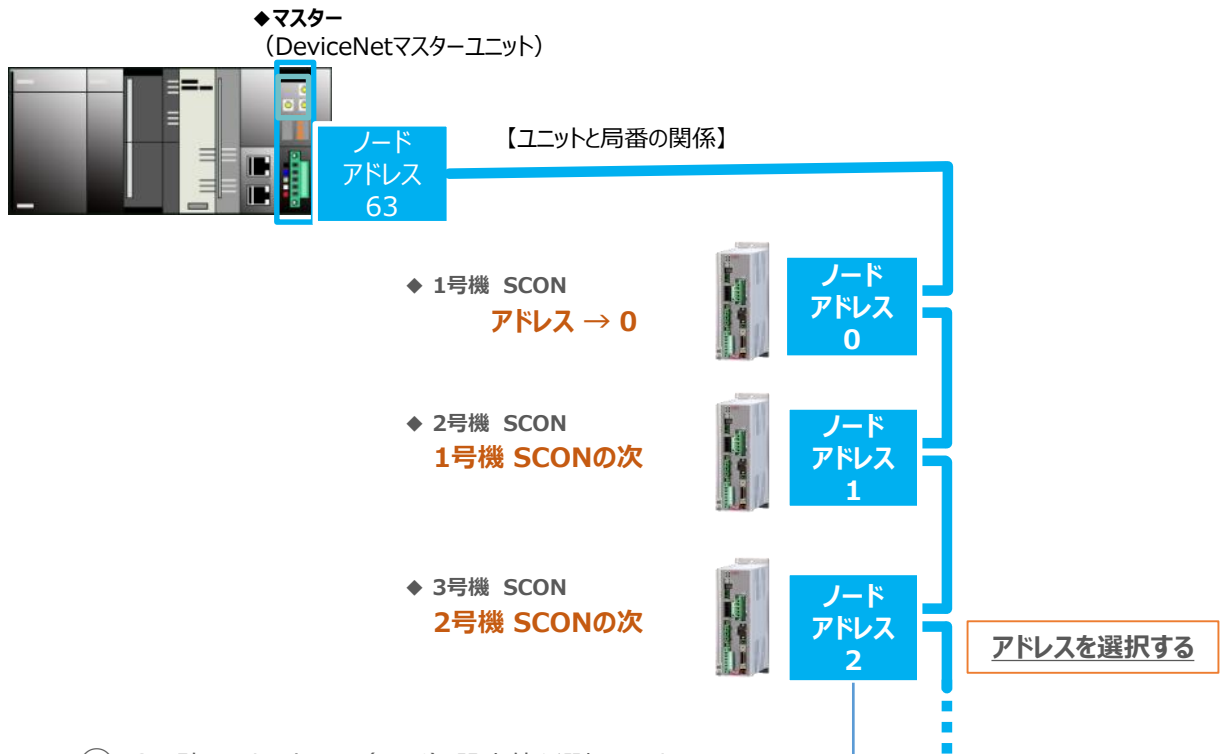 ◆マスター
（DeviceNetマスターユニット）
ノード
アドレス
63
【ユニットと局番の関係】
◆ 1号機 SCON
アドレス → 0
ノード
アドレス
0
◆ 2号機 SCON
1号機 SCONの次
ノード
アドレス
1
◆ 3号機 SCON
2号機 SCONの次
ノード
アドレス
2
アドレスを選択する